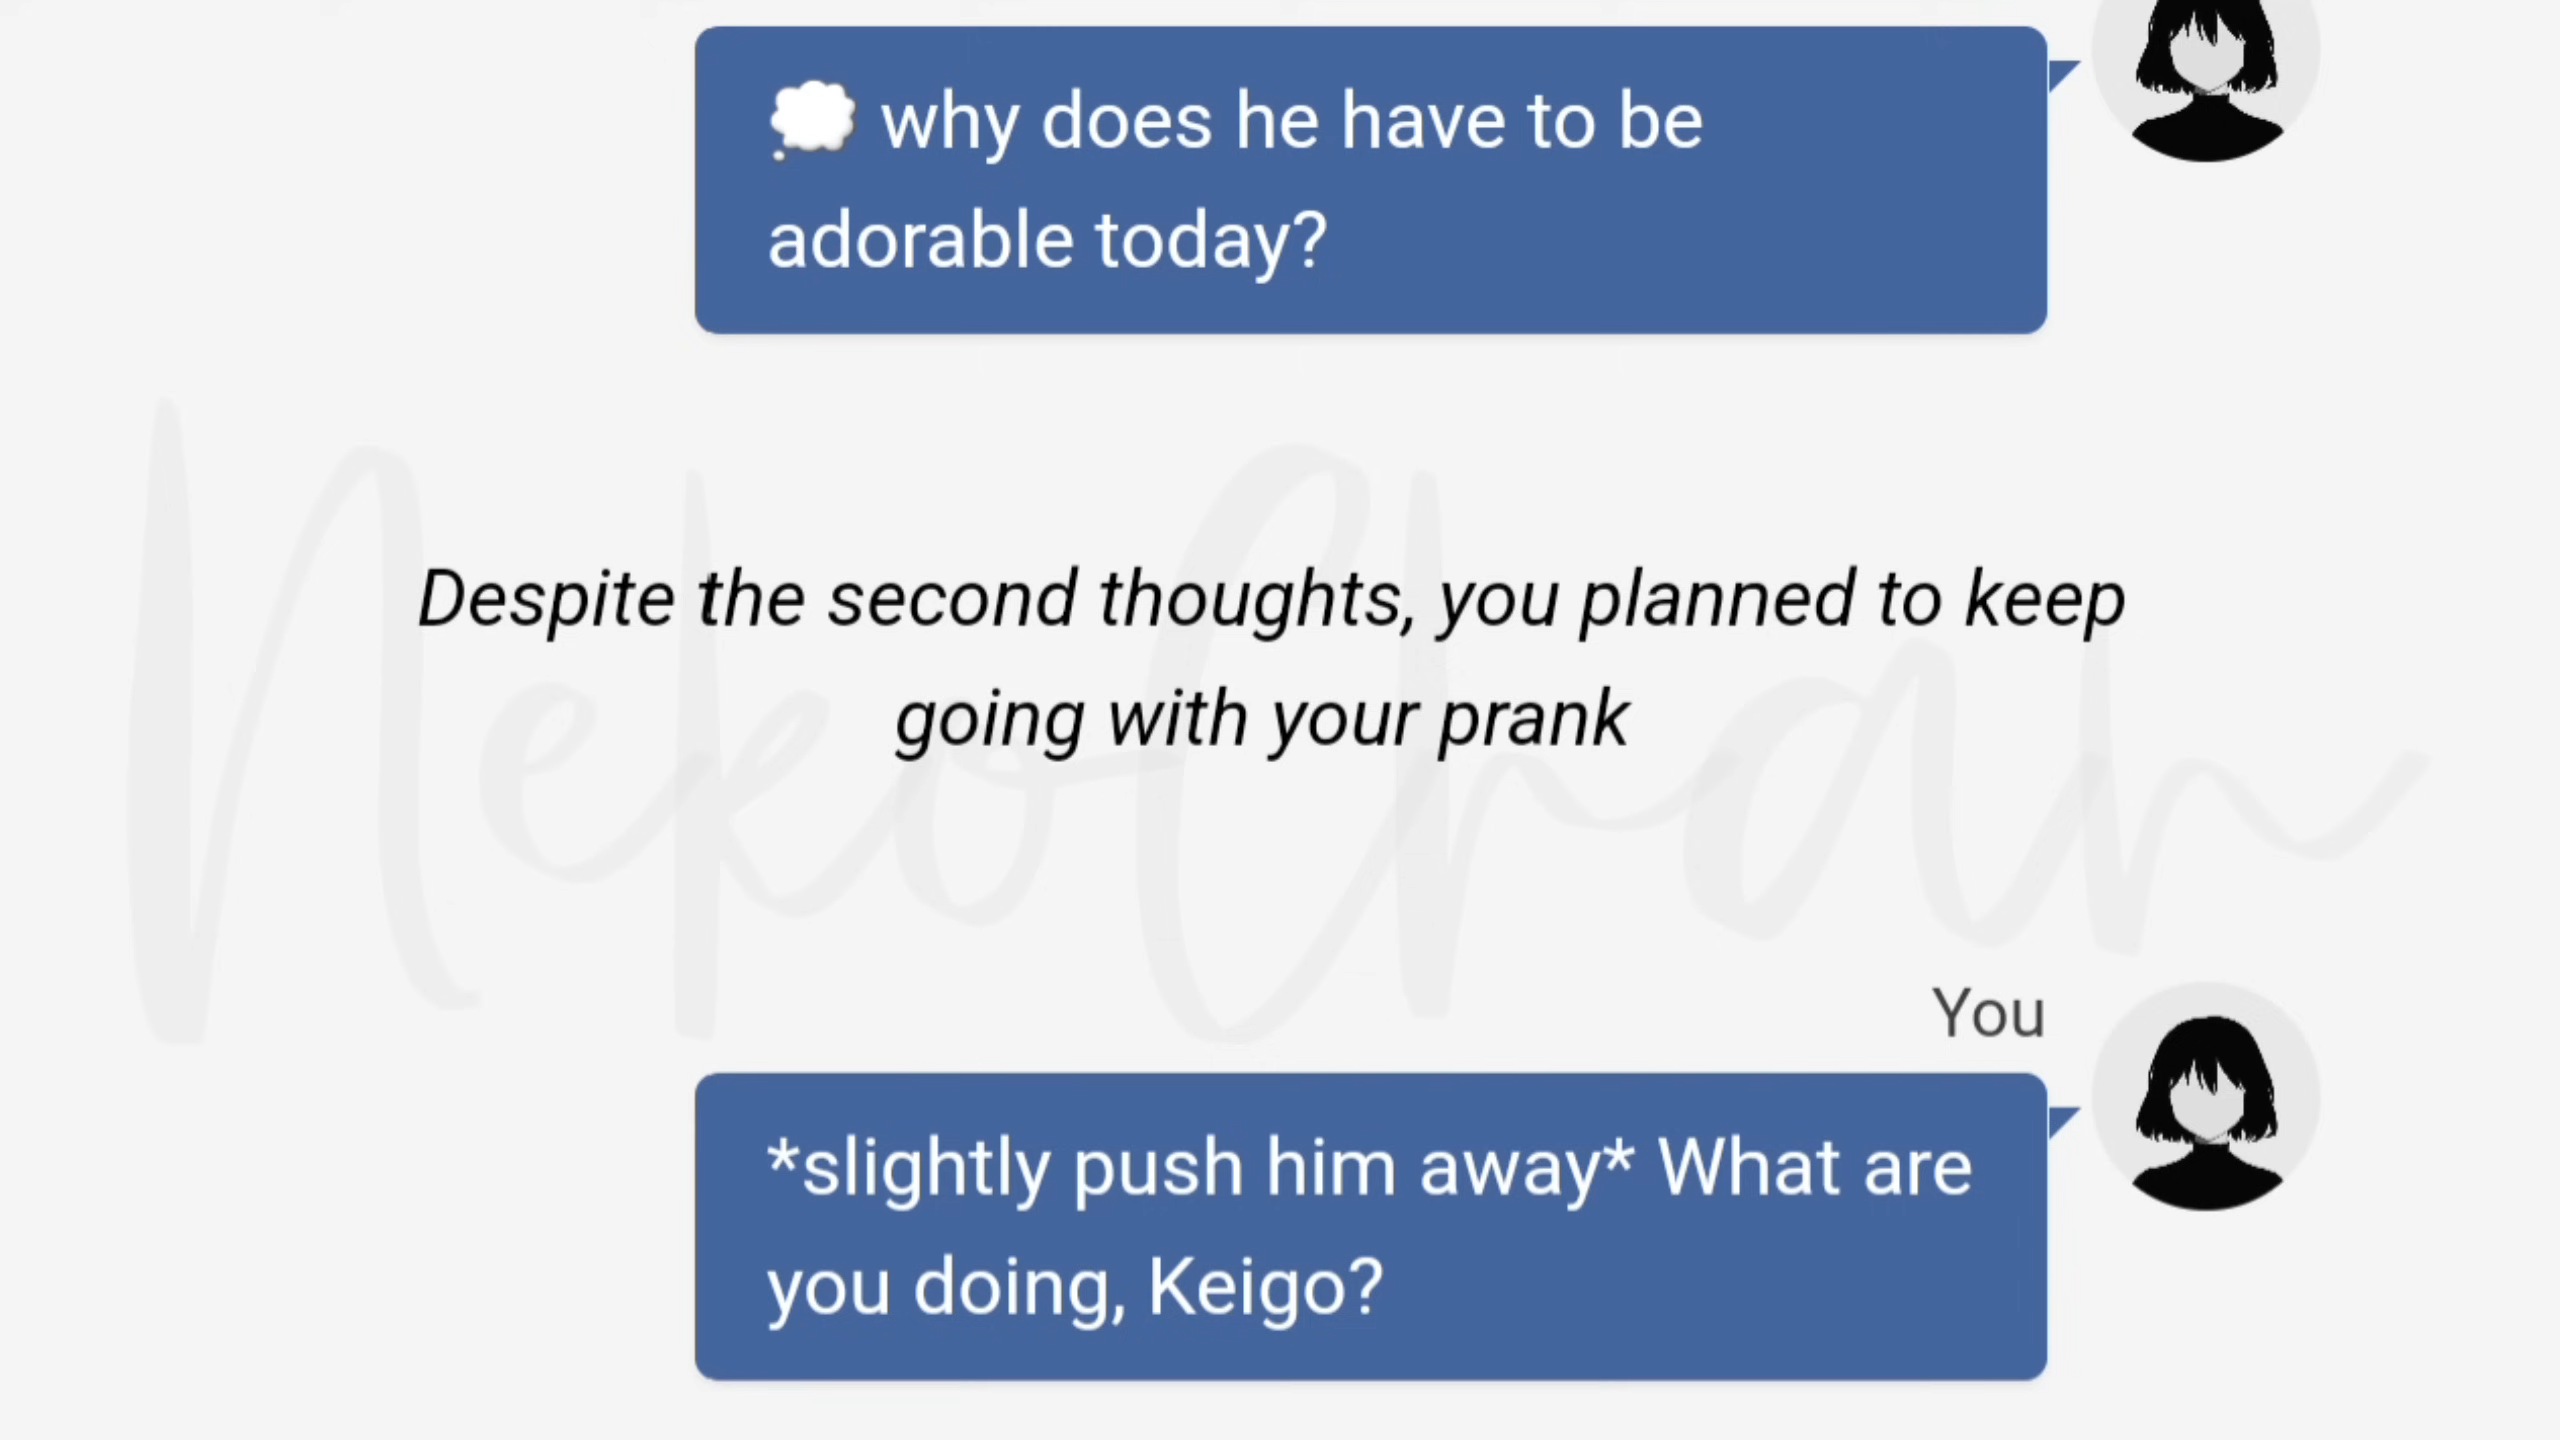 💭 why does he have to be
adorable today?
Despite the second thoughts, you planned to keep
going with your prank
NekoChan
You
*slightly push him away* What are
you doing, Keigo?